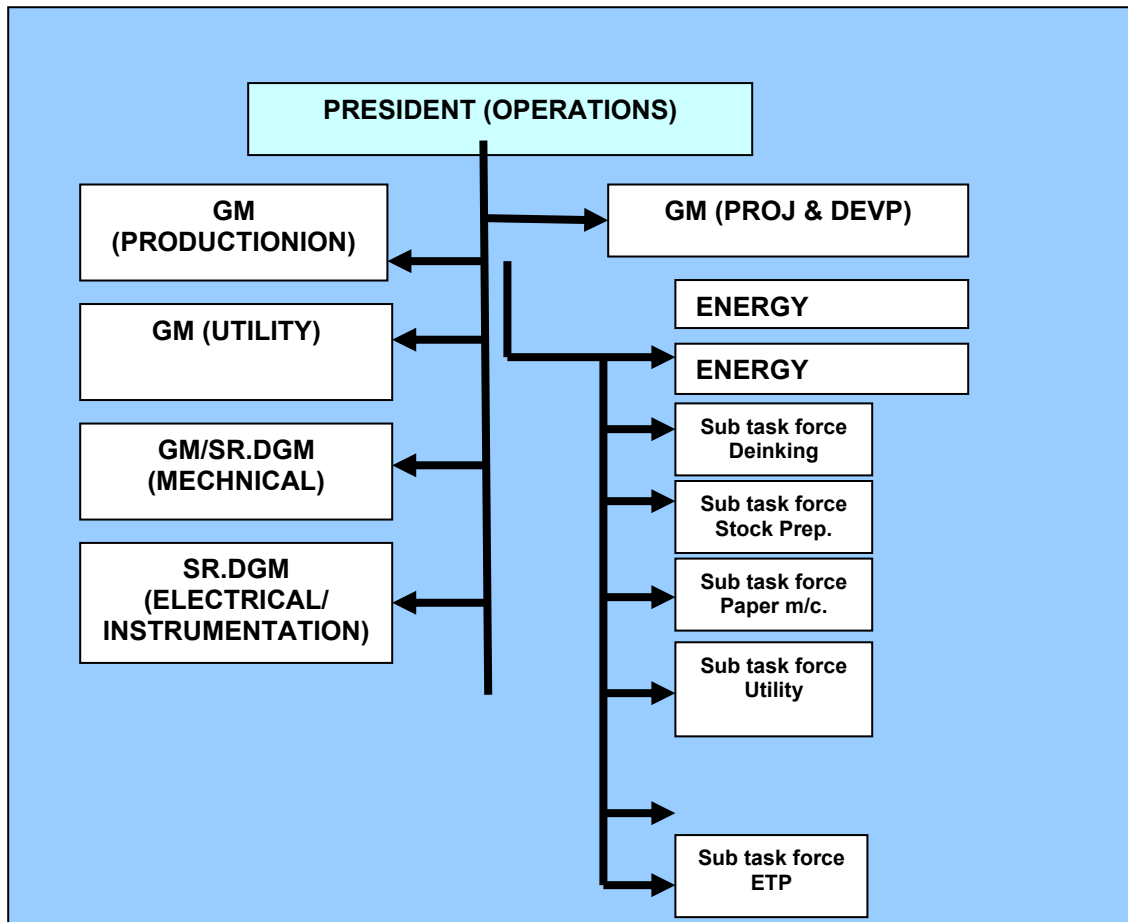 PRESIDENT (OPERATIONS)
GM
(PRODUCTIONION)
GM (PROJ & DEVP)
GM (UTILITY)
ENERGY
ENERGY
GM/SR.DGM
(MECHNICAL)
Sub task force
Deinking
Sub task force
Stock Prep.
SR.DGM
(ELECTRICAL/
INSTRUMENTATION)
Sub task force
Paper m/c.
Sub task force
Utility
Sub task force
ETP